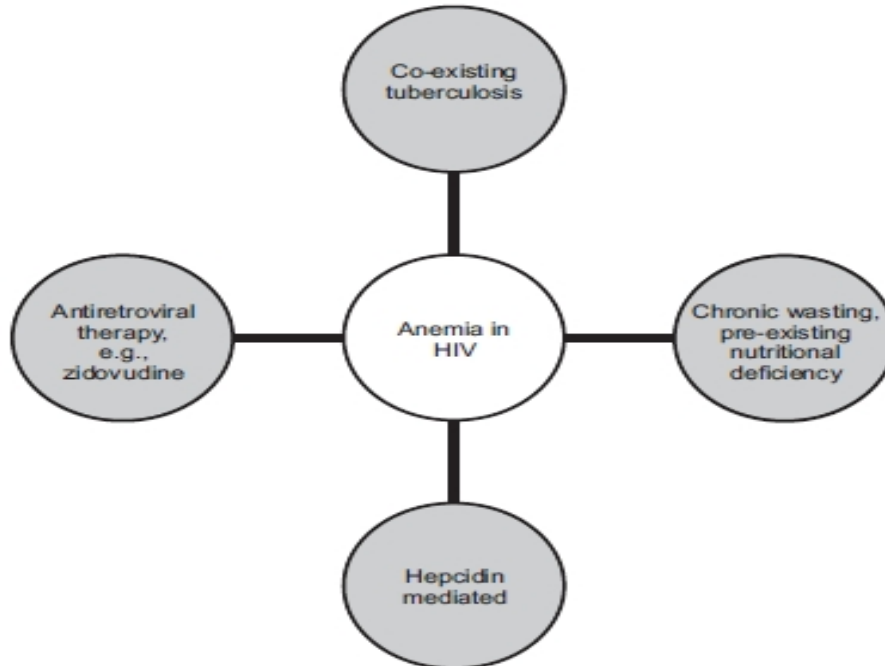 Co-existing
tuberculosis
Antiretroviral
therapy,
e.g.,
zidovudine
Anemia in
HIV
Chronic wasting,
pre-existing
nutritional
deficiency
Hepcidin
mediated